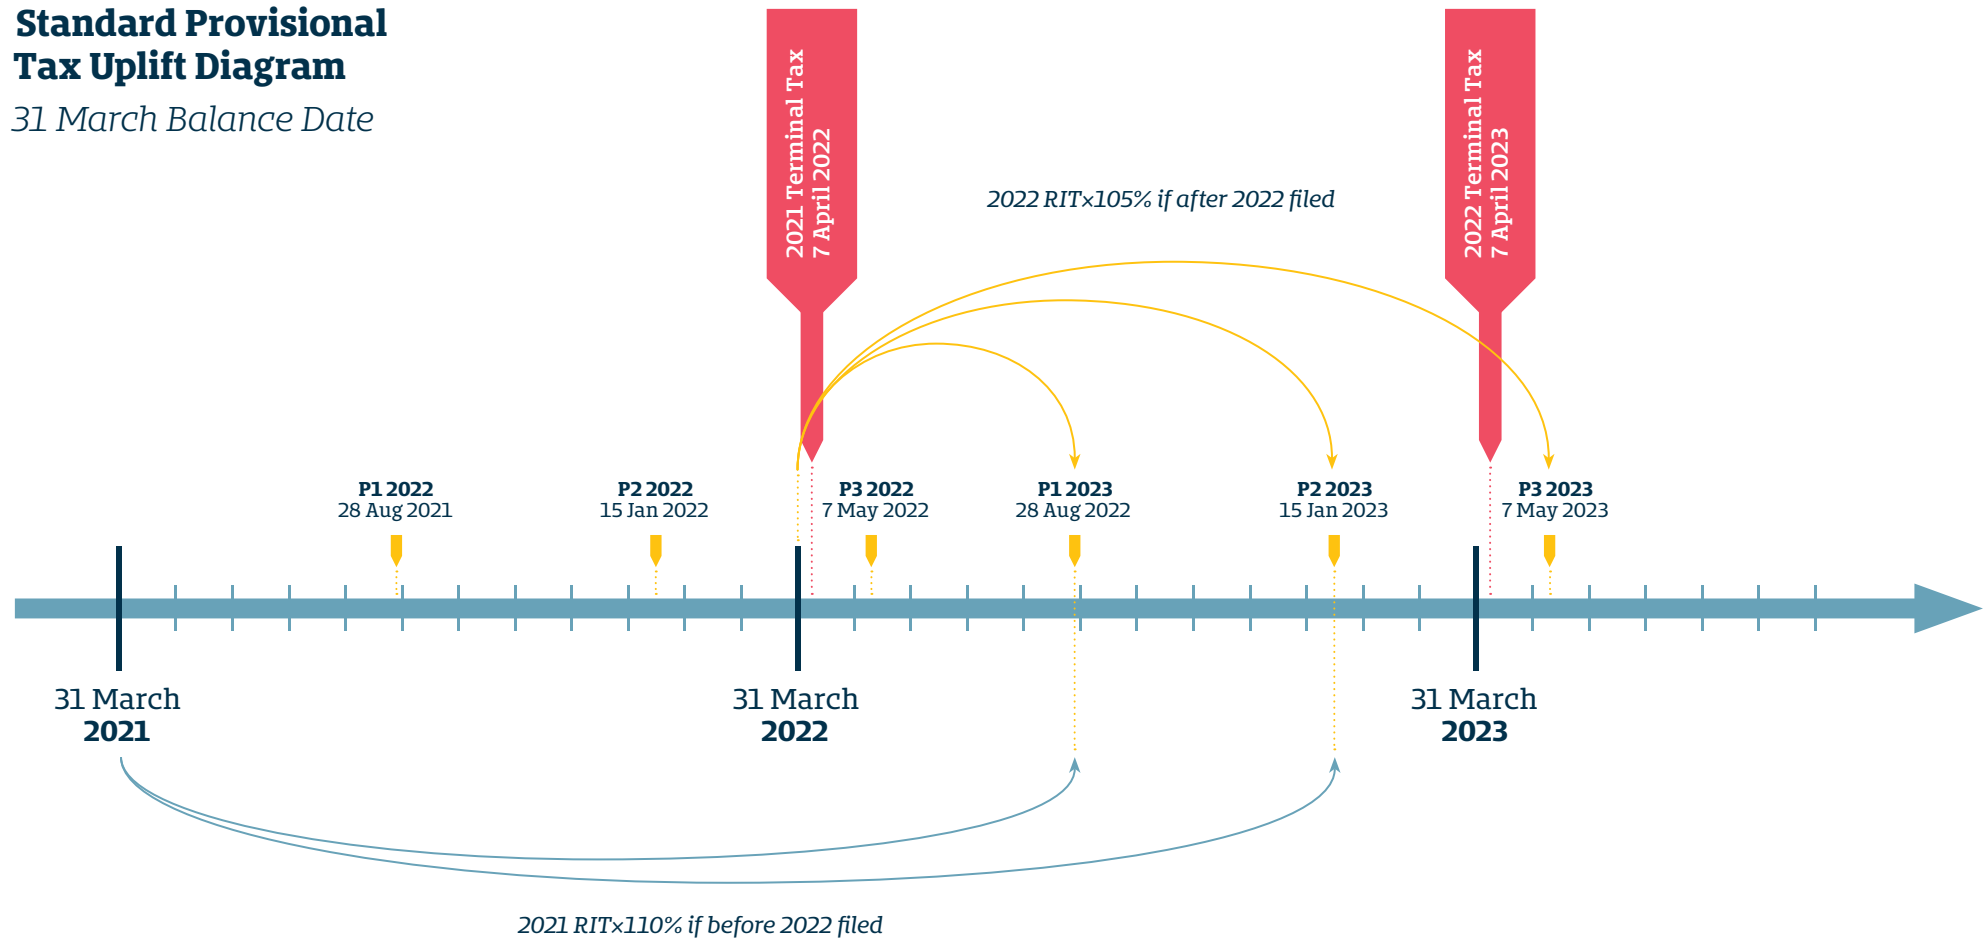 Standard Provisional
Tax Uplift Diagram
31 March Balance Date
2021 Terminal Tax
7 April 2022
2022 Terminal Tax
7 April 2023
2022 RIT×105% if after 2022 filed
P1 2022
28 Aug 2021
P2 2022
15 Jan 2022
P3 2022
7 May 2022
P1 2023
28 Aug 2022
P2 2023
15 Jan 2023
P3 2023
7 May 2023
31 March
2021
31 March
2022
31 March
2023
2021 RIT×110% if before 2022 filed